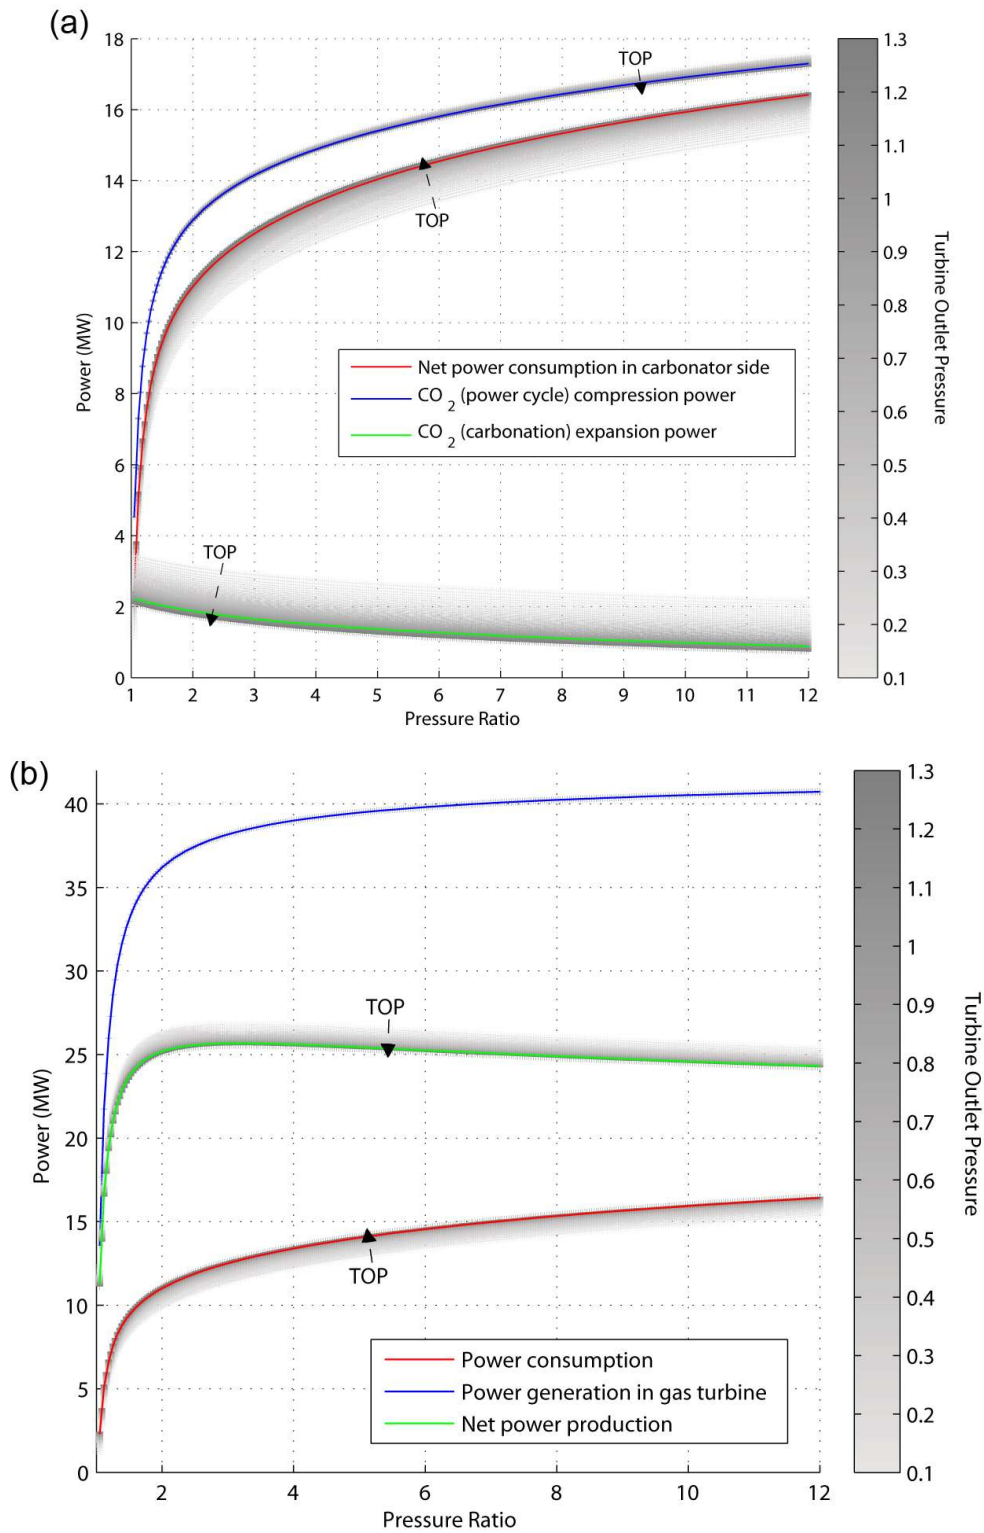 (a)
18
16
14
12
10
8
6
4
2
0
Power (MW)
TOP
TOP
TOP
Net power consumption in carbonator side
CO 2 (power cycle) compression power
CO 2 (carbonation) expansion power
1 2 3 4 5 6 7 8 9 10 11 12
Pressure Ratio
1.3
1.2
1.1
1
0.9
0.8
0.7
0.6
0.5
0.4
0.3
0.2
0.1
Turbine Outlet Pressure
(b)
40
35
30
25
20
15
10
5
0
Power (MW)
TOP
TOP
Power consumption
Power generation in gas turbine
Net power production
2 4 6 8 10 12
Pressure Ratio
1.3
1.2
1.1
1
0.9
0.8
0.7
0.6
0.5
0.4
0.3
0.2
0.1
Turbine Outlet Pressure